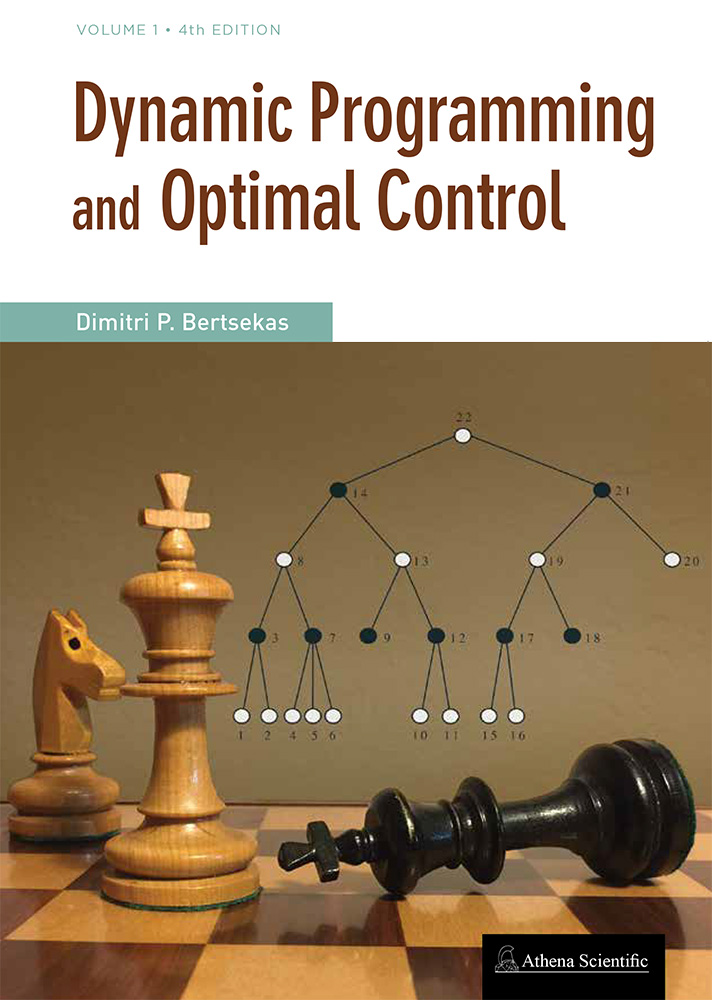 VOLUME 1 • 4th EDITION
Dynamic Programming
and Optimal Control
Dimitri P. Bertsekas
22
14 21
8 13 19 20
3 7 9 12 17 18
1 2 4 5 6 10 11 15 16
Athena Scientific